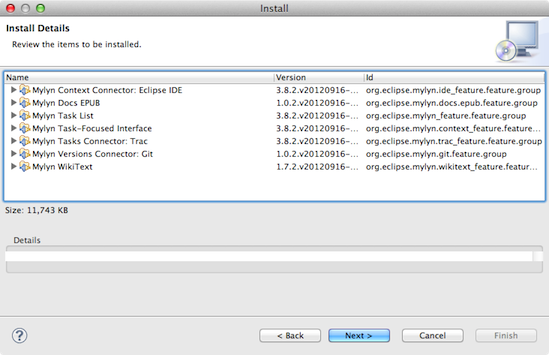 Install
Install Details
Review the items to be installed.
Name Version Id
Mylyn Context Connector: Eclipse IDE 3.8.2.v20120916-... org.eclipse.mylyn.ide_feature.feature.group
Mylyn Docs EPUB 1.0.2.v20120916-... org.eclipse.mylyn.docs.epub.feature.group
Mylyn Task List 3.8.2.v20120916-... org.eclipse.mylyn_feature.feature.group
Mylyn Task-Focused Interface 3.8.2.v20120916-... org.eclipse.mylyn.context_feature.feature...
Mylyn Tasks Connector: Trac 3.8.2.v20120916-... org.eclipse.mylyn.trac_feature.feature.group
Mylyn Versions Connector: Git 1.0.2.v20120916-... org.eclipse.mylyn.git.feature.group
Mylyn WikiText 1.7.2.v20120916-... org.eclipse.mylyn.wikitext_feature.featur...
Size: 11,743 KB
Details
? < Back Next > Cancel Finish